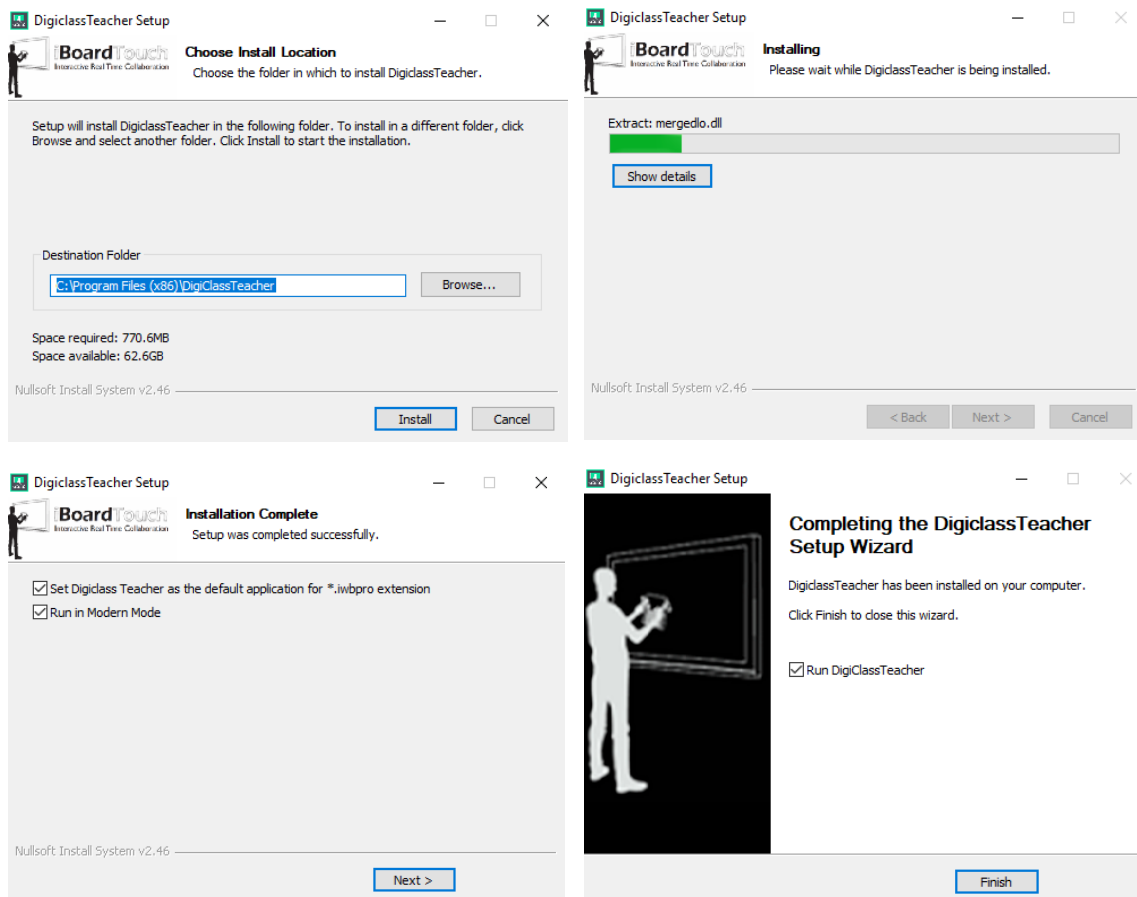 DigiclassTeacher Setup
iBoardTouch
Interactive Real Time Collaboration
Choose Install Location
Choose the folder in which to install DigiclassTeacher.
Setup will install DigiclassTeacher in the following folder. To install in a different folder, click
Browse and select another folder. Click Install to start the installation.
Destination Folder
C:\Program Files (x86)\DigiClassTeacher
Browse...
Space required: 770.6MB
Space available: 62.6GB
Nullsoft Install System v2.46
Install
Cancel
DigiclassTeacher Setup
iBoardTouch
Interactive Real Time Collaboration
Installing
Please wait while DigiclassTeacher is being installed.
Extract: mergedlo.dll
Show details
Nullsoft Install System v2.46
< Back
Next >
Cancel
DigiclassTeacher Setup
iBoardTouch
Interactive Real Time Collaboration
Installation Complete
Setup was completed successfully.
Set Digiclass Teacher as the default application for *.iwbpro extension
Run in Modern Mode
Nullsoft Install System v2.46
Next >
DigiclassTeacher Setup
Completing the DigiclassTeacher
Setup Wizard
DigiclassTeacher has been installed on your computer.
Click Finish to close this wizard.
Run DigiClassTeacher
Finish